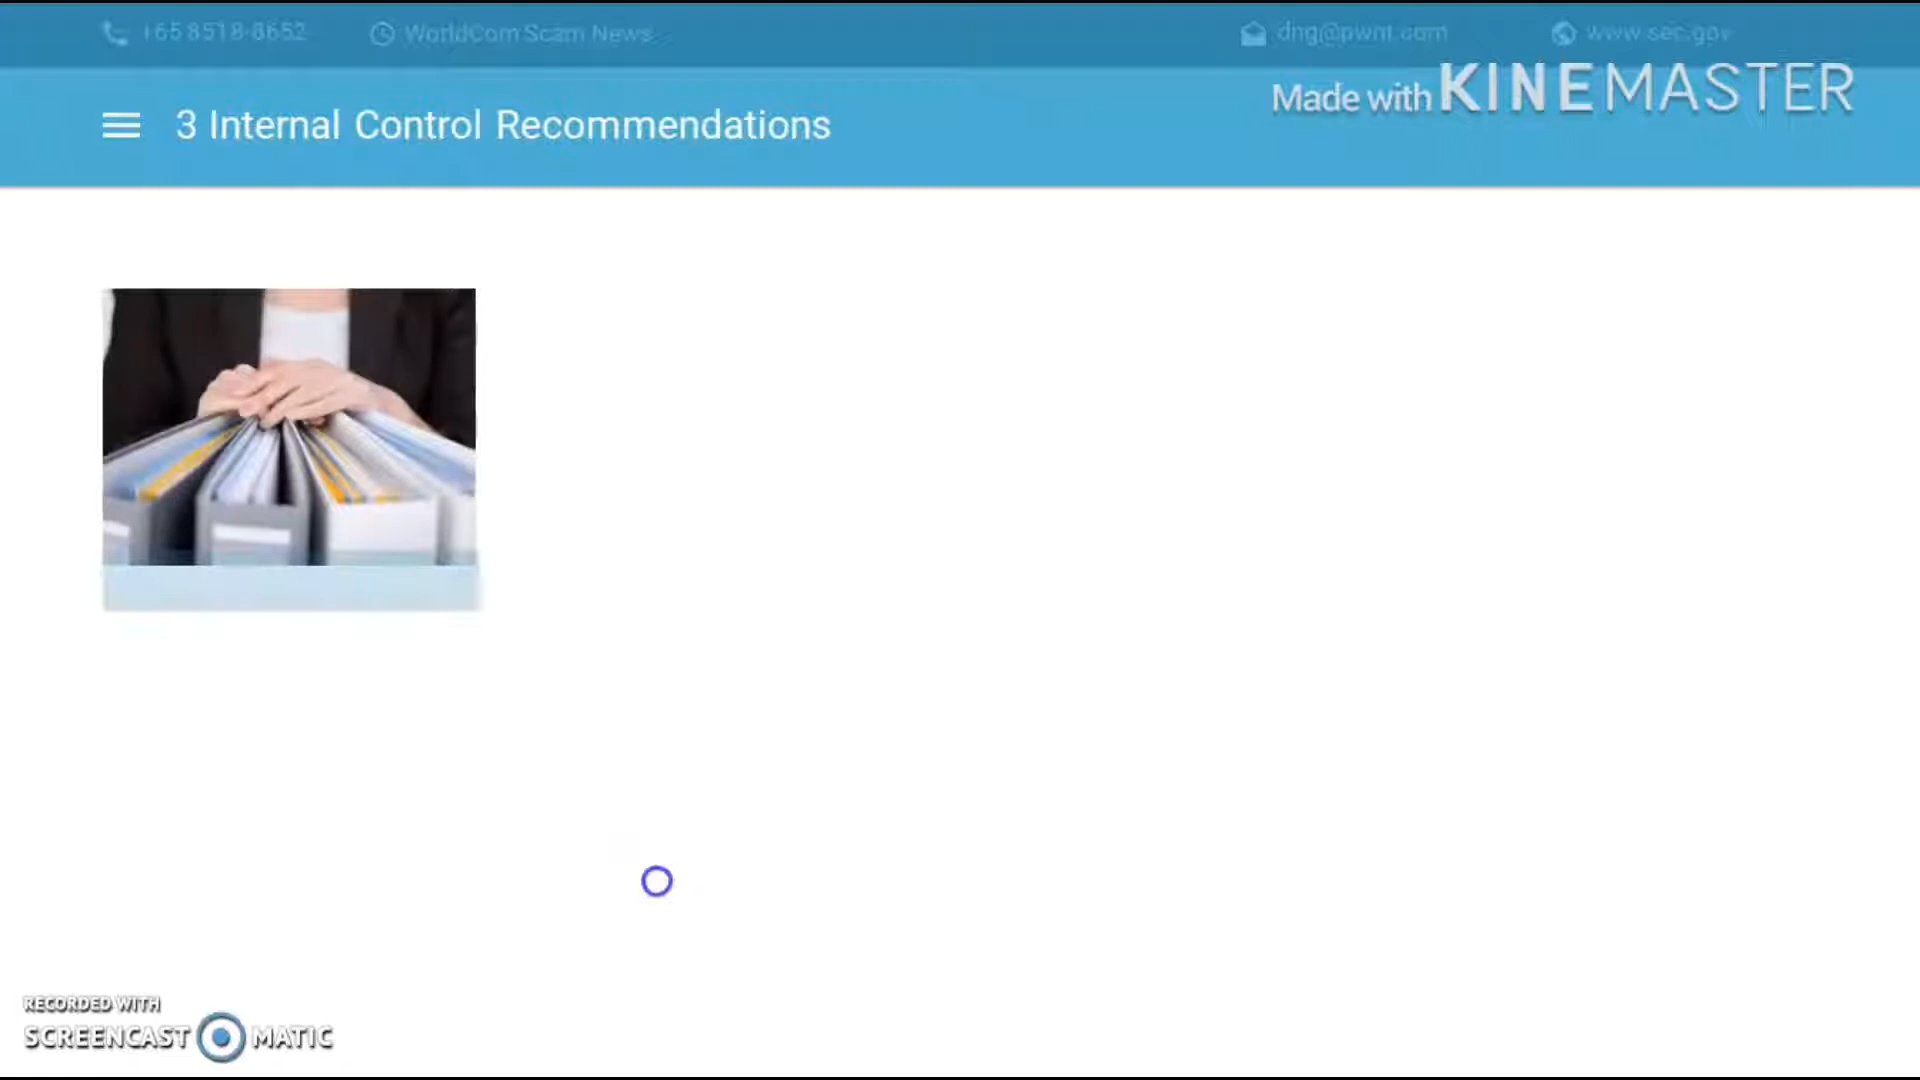 +65 8518-8652
WorldCom Scam News
dng@pwnt.com
www.sec.gov
Made with KINEMASTER
3 Internal Control Recommendations
RECORDED WITH
SCREENCAST MATIC